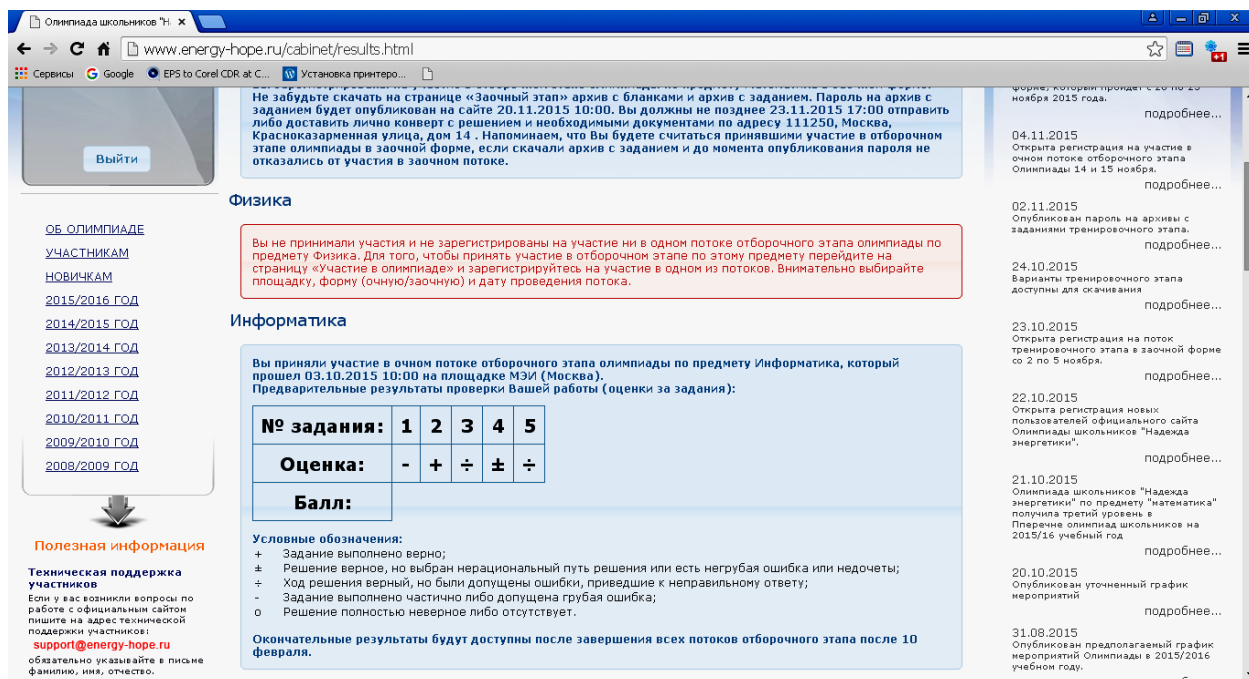 Олимпиада школьников "Н
www.energy-hope.ru/cabinet/results.html
Сервисы Google EPS to Corel CDR at C... Установка принтеро...
+1
Не забудьте скачать на странице «Заочный этап» архив с бланками и архив с заданием. Пароль на архив с
заданием будет опубликован на сайте 20.11.2015 10:00. Вы должны не позднее 23.11.2015 17:00 отправить
либо доставить лично конверт с решением и необходимыми документами по адресу 111250, Москва,
Красноказарменная улица, дом 14 . Напоминаем, что Вы будете считаться принявшими участие в отборочном
этапе олимпиады в заочной форме, если скачали архив с заданием и до момента опубликования пароля не
отказались от участия в заочном потоке.
Выйти
ОБ ОЛИМПИАДЕ
УЧАСТНИКАМ
НОВИЧКАМ
2015/2016 ГОД
2014/2015 ГОД
2013/2014 ГОД
2012/2013 ГОД
2011/2012 ГОД
2010/2011 ГОД
2009/2010 ГОД
2008/2009 ГОД
Полезная информация
Техническая поддержка
участников
Если у вас возникли вопросы по
работе с официальным сайтом
пишите на адрес технической
поддержки участников:
support@energy-hope.ru
обязательно указывайте в письме
фамилию, имя, отчество.
Физика
Вы не принимали участия и не зарегистрированы на участие ни в одном потоке отборочного этапа олимпиады по
предмету Физика. Для того, чтобы принять участие в отборочном этапе по этому предмету перейдите на
страницу «Участие в олимпиаде» и зарегистрируйтесь на участие в одном из потоков. Внимательно выбирайте
площадку, форму (очную/заочную) и дату проведения потока.
Информатика
Вы приняли участие в очном потоке отборочного этапа олимпиады по предмету Информатика, который
прошел 03.10.2015 10:00 на площадке МЭИ (Москва).
Предварительные результаты проверки Вашей работы (оценки за задания):
№ задания: 1 2 3 4 5
Оценка: - + ÷ ± ÷
Балл:
Условные обозначения:
+ Задание выполнено верно;
± Решение верное, но выбран нерациональный путь решения или есть негрубая ошибка или недочеты;
÷ Ход решения верный, но были допущены ошибки, приведшие к неправильному ответу;
- Задание выполнено частично либо допущена грубая ошибка;
o Решение полностью неверное либо отсутствует.
Окончательные результаты будут доступны после завершения всех потоков отборочного этапа после 10
февраля.
ноября 2015 года.
подробнее...
04.11.2015
Открыта регистрация на участие в
очном потоке отборочного этапа
Олимпиады 14 и 15 ноября.
подробнее...
02.11.2015
Опубликован пароль на архивы с
заданиями тренировочного этапа.
подробнее...
24.10.2015
Варианты тренировочного этапа
доступны для скачивания
подробнее...
23.10.2015
Открыта регистрация на поток
тренировочного этапа в заочной форме
со 2 по 5 ноября.
подробнее...
22.10.2015
Открыта регистрация новых
пользователей официального сайта
Олимпиады школьников "Надежда
энергетики".
подробнее...
21.10.2015
Олимпиада школьников "Надежда
энергетики" по предмету "математика"
получила третий уровень в
Пперечне олимпиад школьников на
2015/16 учебный год
подробнее...
20.10.2015
Опубликован уточненный график
мероприятий
подробнее...
31.08.2015
Опубликован предполагаемый график
мероприятий Олимпиады в 2015/2016
учебном году.